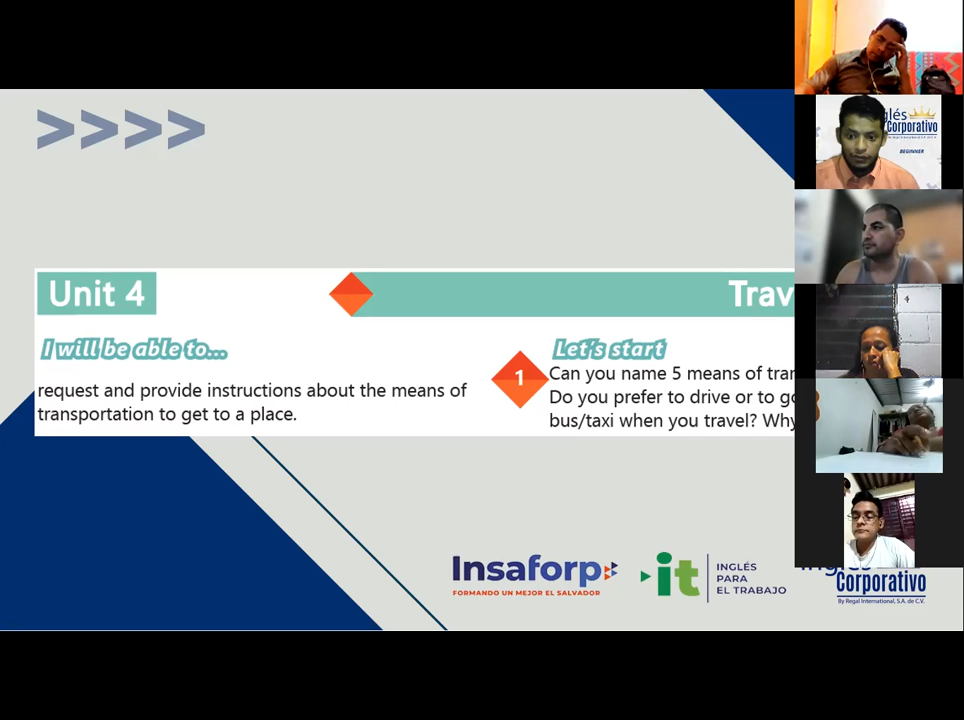 >>>>
glés
Corporativo
BEGINNER
Unit 4
Trav
I will be able to...
Let's start
request and provide instructions about the means of
transportation to get to a place.
1
Can you name 5 means of tran
Do you prefer to drive or to go
bus/taxi when you travel? Why
Insaforp
FORMANDO UN MEJOR EL SALVADOR
it
INGLÉS
PARA
EL TRABAJO
Corporativo
By Regal International, S.A. de C.V.